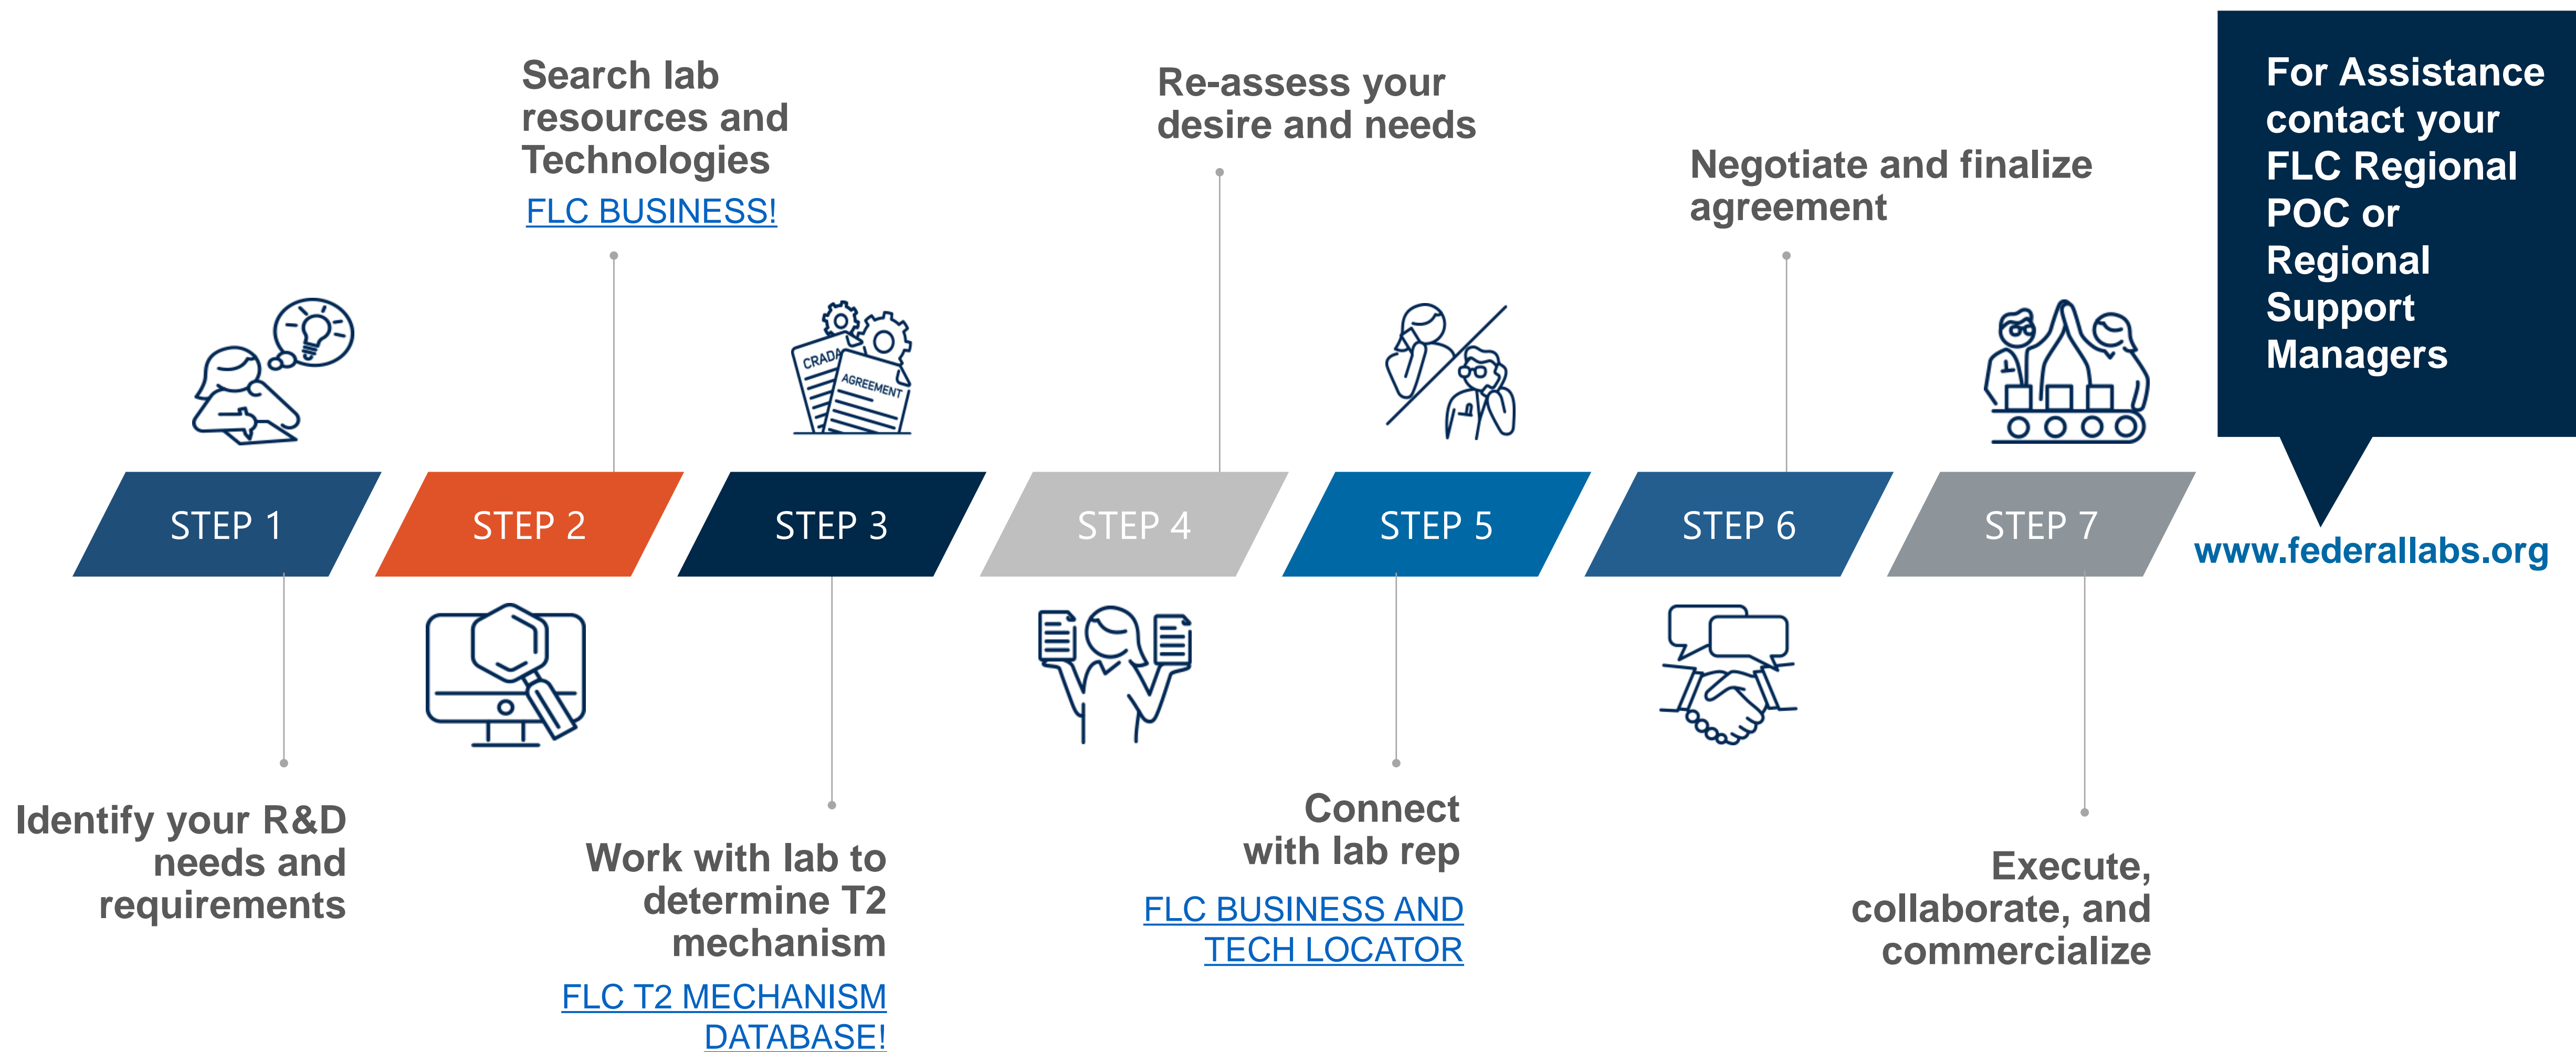 Search lab
resources and
Technologies
FLC BUSINESS!
Re-assess your
desire and needs
Negotiate and finalize
agreement
For Assistance
contact your
FLC Regional
POC or
Regional
Support
Managers
CRADA
AGREEMENT
STEP 1
STEP 2
STEP 3
STEP 4
STEP 5
STEP 6
STEP 7
www.federallabs.org
Identify your R&D
needs and
requirements
Work with lab to
determine T2
mechanism
FLC T2 MECHANISM
DATABASE!
Connect
with lab rep
FLC BUSINESS AND
TECH LOCATOR
Execute,
collaborate, and
commercialize